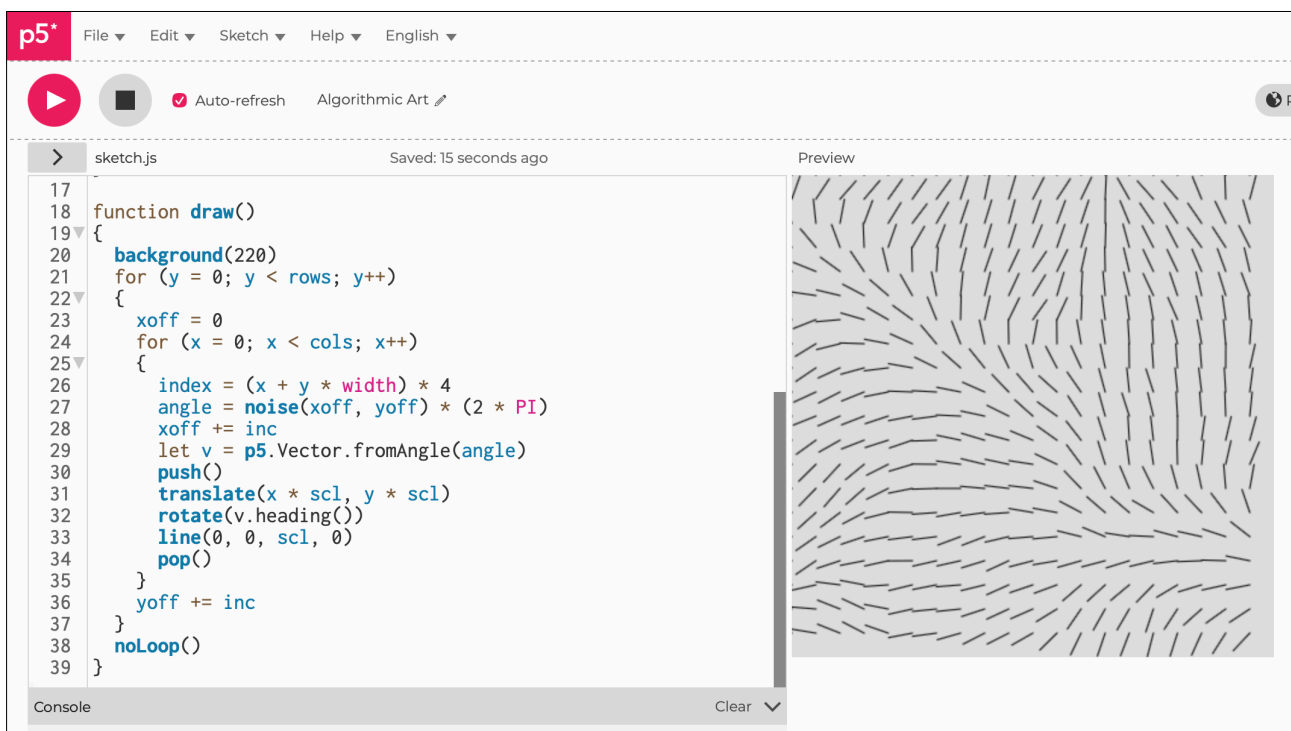 p5* File Edit Sketch Help English
Auto-refresh Algorithmic Art
sketch.js Saved: 15 seconds ago Preview
17
18 function draw()
19 {
20   background(220)
21   for (y = 0; y < rows; y++)
22   {
23     xoff = 0
24     for (x = 0; x < cols; x++)
25     {
26       index = (x + y * width) * 4
27       angle = noise(xoff, yoff) * (2 * PI)
28       xoff += inc
29       let v = p5.Vector.fromAngle(angle)
30       push()
31       translate(x * scl, y * scl)
32       rotate(v.heading())
33       line(0, 0, scl, 0)
34       pop()
35     }
36     yoff += inc
37   }
38   noLoop()
39 }
Console Clear